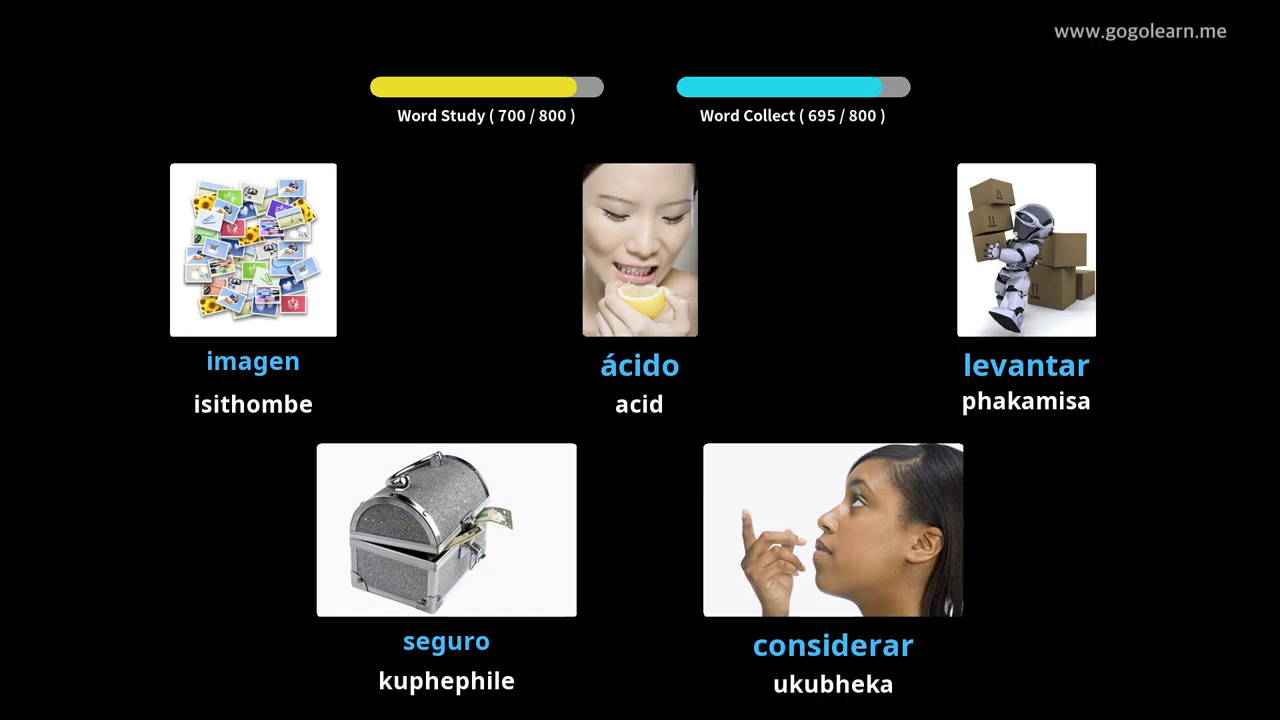 www.gogolearn.me
Word Study ( 700 / 800 )
Word Collect ( 695 / 800 )
imagen
isithombe
ácido
acid
levantar
phakamisa
seguro
kuphephile
considerar
ukubheka